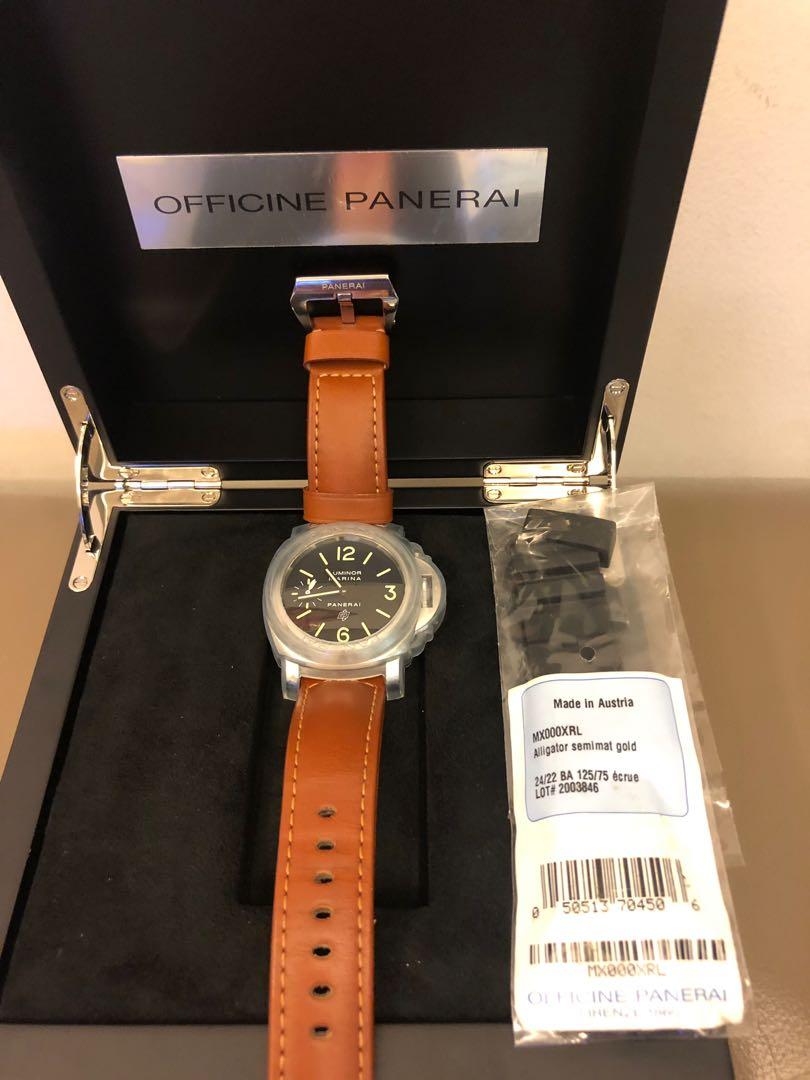 OFFICINE PANERAI
PANERAI
12
LUMINOR
MARINA
3
PANERAI
6
Made in Austria
MX000XRL
Alligator semimat gold
24/22 BA 125/75 écrue
LOT# 2003846
0 50513 70450 6
MX000XRL
OFFICINE PANERAI